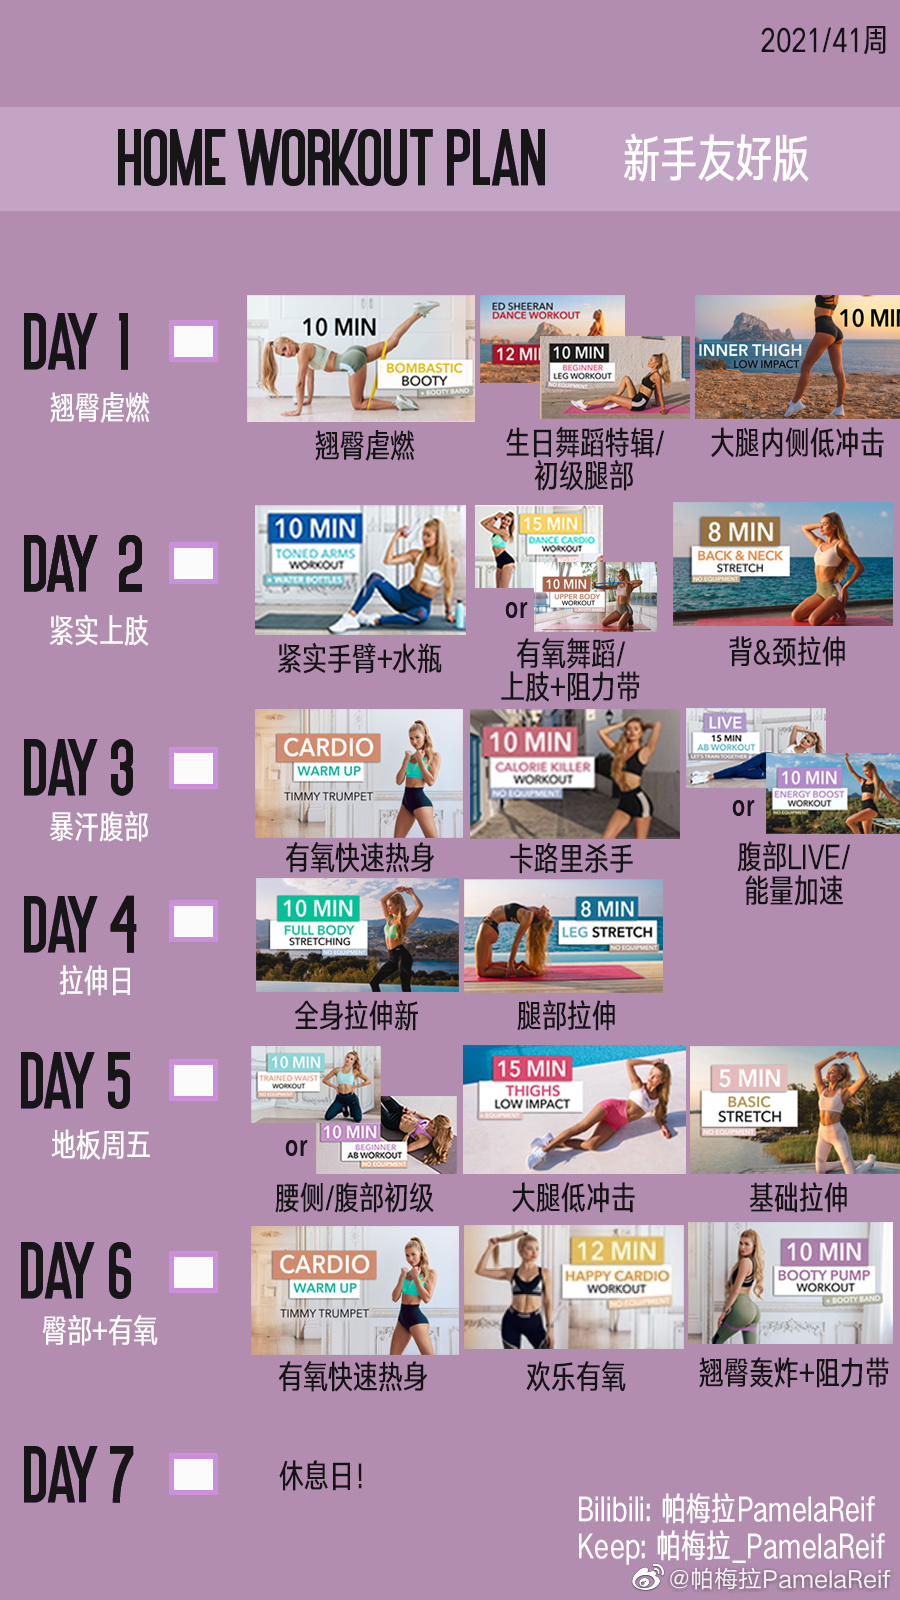 2021/41周
HOME WORKOUT PLAN
新手友好版
DAY 1
翘臀虐燃
10 MIN
BOMBASTIC
BOOTY
+ BOOTY BAND
翘臀虐燃
ED SHEERAN
DANCE WORKOUT
12 MI
10 MIN
BEGINNER
LEG WORKOUT
NO EQUIPMENT
生日舞蹈特辑/
初级腿部
10 MI
INNER THIGH
LOW IMPACT
大腿内侧低冲击
DAY 2
紧实上肢
10 MIN
TONED ARMS
WORKOUT
+ WATER BOTTLES
紧实手臂+水瓶
15 MIN
DANCE CARDIO
WORKOUT
or
10 MIN
UPPER BODY
WORKOUT
有氧舞蹈/
上肢+阻力带
8 MIN
BACK & NECK
STRETCH
NO EQUIPMENT
背&颈拉伸
DAY 3
暴汗腹部
CARDIO
WARM UP
TIMMY TRUMPET
有氧快速热身
10 MIN
CALORIE KILLER
WORKOUT
NO EQUIPMENT
卡路里杀手
LIVE
15 MIN
AB WORKOUT
LET'S TRAIN TOGETHER
or
10 MIN
ENERGY BOOST
WORKOUT
NO EQUIPMENT
腹部LIVE/
能量加速
DAY 4
拉伸日
10 MIN
FULL BODY
STRETCHING
NO EQUIPMENT
全身拉伸新
8 MIN
LEG STRETCH
NO EQUIPMENT
腿部拉伸
DAY 5
地板周五
10 MIN
TRAINED WAIST
WORKOUT
NO EQUIPMENT
or
10 MIN
BEGINNER
AB WORKOUT
NO EQUIPMENT
腰侧/腹部初级
15 MIN
THIGHS
LOW IMPACT
大腿低冲击
5 MIN
BASIC
STRETCH
NO EQUIPMENT
基础拉伸
DAY 6
臀部+有氧
CARDIO
WARM UP
TIMMY TRUMPET
有氧快速热身
12 MIN
HAPPY CARDIO
WORKOUT
NO EQUIPMENT
欢乐有氧
10 MIN
BOOTY PUMP
WORKOUT
+ BOOTY BAND
翘臀轰炸+阻力带
DAY 7
休息日!
Bilibili: 帕梅拉PamelaReif
Keep: 帕梅拉_PamelaReif
@帕梅拉PamelaReif